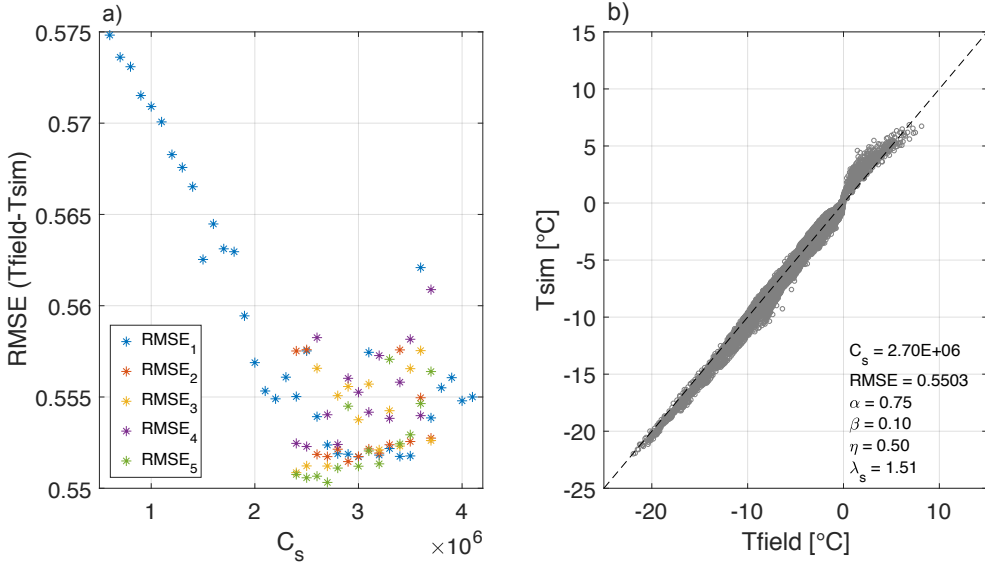 a)
0.575
0.57
0.565
0.56
0.555
0.55
RMSE (Tfield-Tsim)
RMSE1
RMSE2
RMSE3
RMSE4
RMSE5
1
2
3
4
Cs
×10^6
b)
15
10
5
0
-5
-10
-15
-20
-25
Tsim [°C]
Cs = 2.70E+06
RMSE = 0.5503
α = 0.75
β = 0.10
η = 0.50
λs = 1.51
-20
-10
0
10
Tfield [°C]